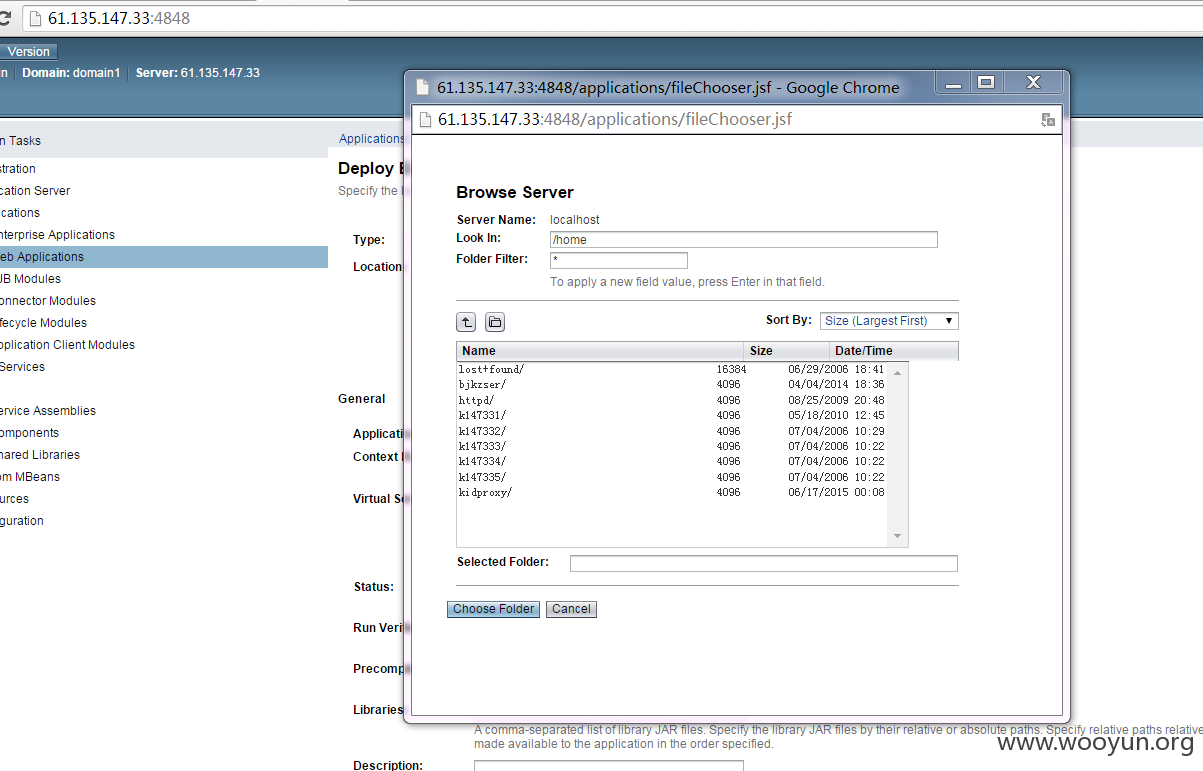 61.135.147.33:4848
Version
n Domain: domain1 Server: 61.135.147.33
n Tasks
stration
cation Server
ications
nterprise Applications
eb Applications
JB Modules
onnector Modules
fecycle Modules
pplication Client Modules
Services
ervice Assemblies
omponents
hared Libraries
om MBeans
urces
guration
Applications
Deploy E
Specify the l
Type:
Location
General
Applicati
Context
Virtual Se
Status:
Run Veri
Precomp
Libraries
A comma-separated list of library JAR files. Specify the library JAR files by their relative or absolute paths. Specify relative paths relative
made available to the application in the order specified.
Description:
61.135.147.33:4848/applications/fileChooser.jsf - Google Chrome
61.135.147.33:4848/applications/fileChooser.jsf
Browse Server
Server Name: localhost
Look In: /home
Folder Filter: *
To apply a new field value, press Enter in that field.
Sort By: Size (Largest First)
Name Size Date/Time
lost+found/ 16384 06/29/2006 18:41
bjkzser/ 4096 04/04/2014 18:36
httpd/ 4096 08/25/2009 20:48
k147331/ 4096 05/18/2010 12:45
k147332/ 4096 07/04/2006 10:29
k147333/ 4096 07/04/2006 10:22
k147334/ 4096 07/04/2006 10:22
k147335/ 4096 07/04/2006 10:22
kidproxy/ 4096 06/17/2015 00:08
Selected Folder:
Choose Folder Cancel
www.wooyun.org